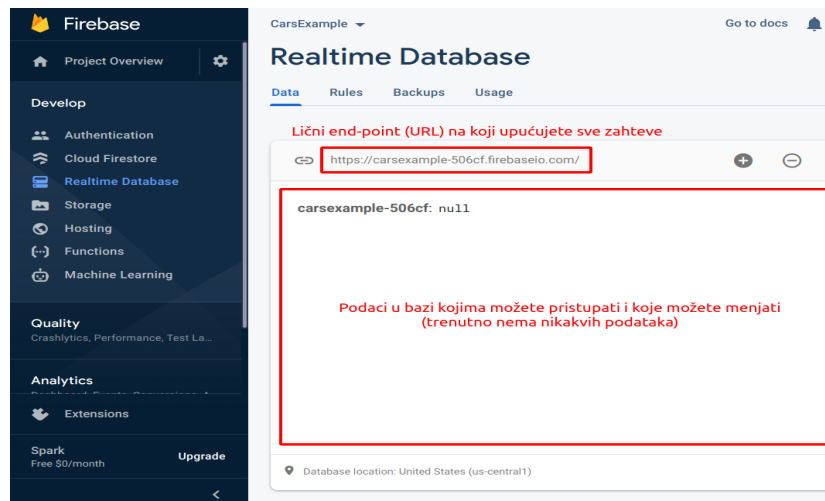 Firebase
Project Overview
Develop
Authentication
Cloud Firestore
Realtime Database
Storage
Hosting
Functions
Machine Learning
Quality
Crashlytics, Performance, Test La...
Analytics
Extensions
Spark
Free $0/month
Upgrade
CarsExample
Go to docs
Realtime Database
Data Rules Backups Usage
Lični end-point (URL) na koji upućujete sve zahteve
https://carsexample-506cf.firebaseio.com/
carsexample-506cf: null
Podaci u bazi kojima možete pristupati i koje možete menjati
(trenutno nema nikakvih podataka)
Database location: United States (us-central1)